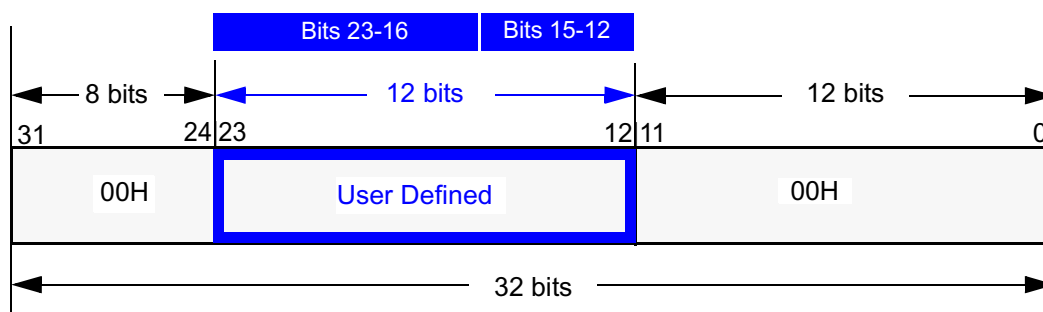 Bits 23-16 Bits 15-12
8 bits 12 bits 12 bits
31 24 23 12 11 0
00H User Defined 00H
32 bits